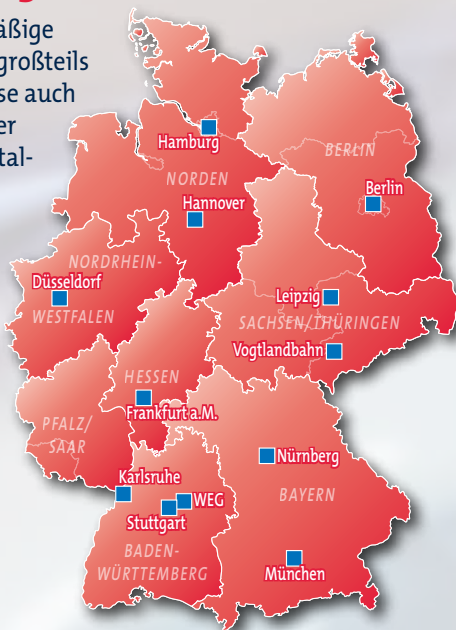 äßige
großteils
se auch
er
tal-
Hamburg
NORDEN
BERLIN
Berlin
Hannover
NORDRHEIN-
WESTFALEN
Düsseldorf
Leipzig
SACHSEN/THÜRINGEN
Vogtlandbahn
HESSEN
Frankfurt a.M.
PFALZ/
SAAR
Karlsruhe
WEG
Stuttgart
BADEN-
WÜRTTEMBERG
Nürnberg
BAYERN
München